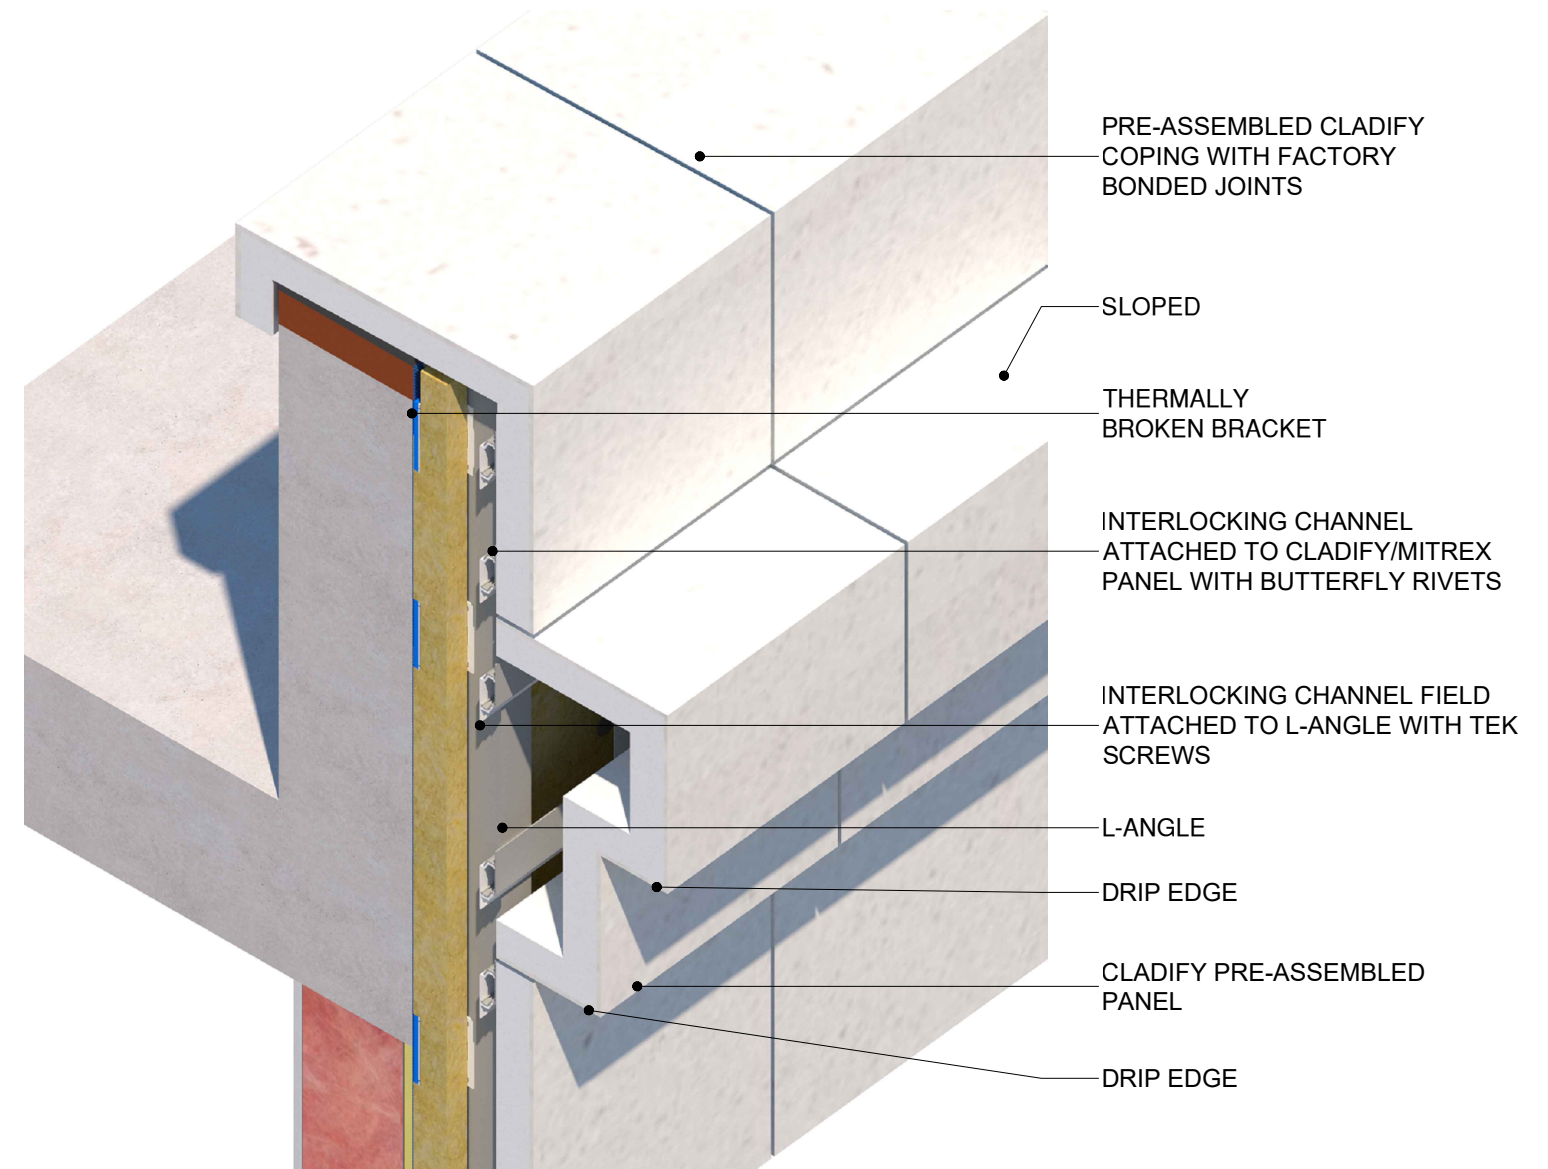 PRE-ASSEMBLED CLADIFY
COPING WITH FACTORY
BONDED JOINTS
SLOPED
THERMALLY
BROKEN BRACKET
INTERLOCKING CHANNEL
ATTACHED TO CLADIFY/MITREX
PANEL WITH BUTTERFLY RIVETS
INTERLOCKING CHANNEL FIELD
ATTACHED TO L-ANGLE WITH TEK
SCREWS
L-ANGLE
DRIP EDGE
CLADIFY PRE-ASSEMBLED
PANEL
DRIP EDGE